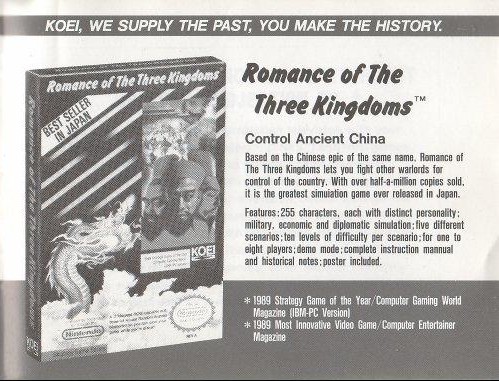 KOEI, WE SUPPLY THE PAST, YOU MAKE THE HISTORY.
Romance of The Three Kingdoms
Romance of The Three Kingdoms
BEST SELLER
IN JAPAN
KOEI
Nintendo
KOEI
Romance of The
Three Kingdoms™
Control Ancient China
Based on the Chinese epic of the same name, Romance of
The Three Kingdoms lets you fight other warlords for
control of the country. With over half-a-million copies sold,
it is the greatest simulation game ever released in Japan.
Features:255 characters, each with distinct personality;
military, economic and diplomatic simulation;five different
scenarios;ten levels of difficulty per scenario;for one to
eight players;demo mode;complete instruction mannual
and historical notes;poster included.
* 1989 Strategy Game of the Year/Computer Gaming World
Magazine (IBM-PC Version)
* 1989 Most Innovative Video Game/Computer Entertainer
Magazine